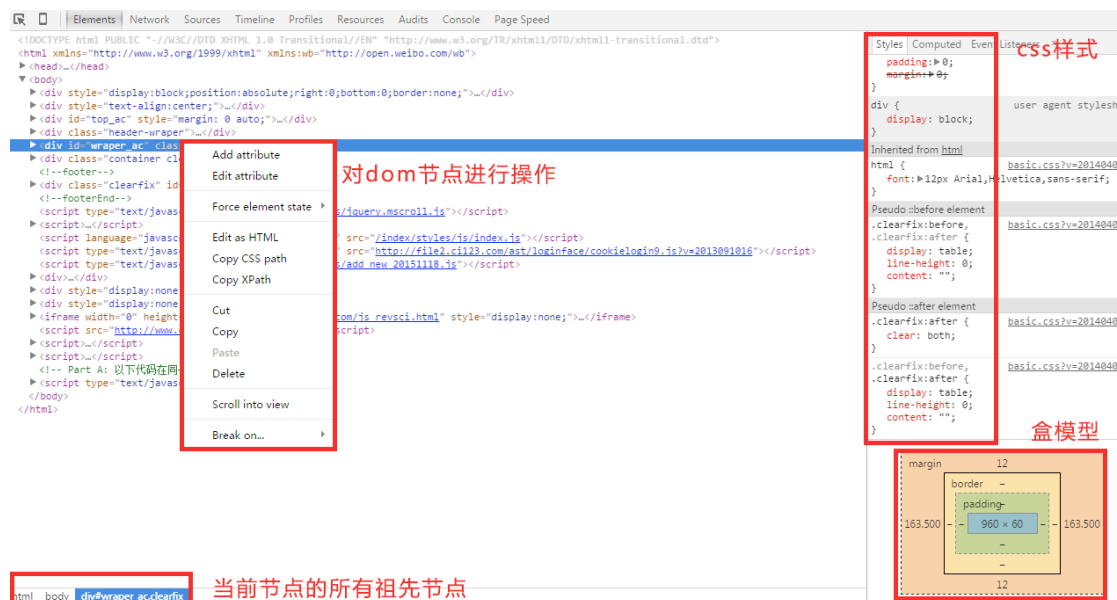 Elements Network Sources Timeline Profiles Resources Audits Console Page Speed
<!DOCTYPE html PUBLIC "-//W3C//DTD XHTML 1.0 Transitional//EN" "http://www.w3.org/TR/xhtml1/DTD/xhtml1-transitional.dtd">
<html xmlns="http://www.w3.org/1999/xhtml" xmlns:wb="http://open.weibo.com/wb">
<head>…</head>
<body>
<div style="display:block;position:absolute;right:0;bottom:0;border:none;">…</div>
<div style="text-align:center;">…</div>
<div id="top_ac" style="margin: 0 auto;">…</div>
<div class="header-wraper">…</div>
<div id="wraper_ac" clas
<div class="container cle
<!--footer-->
<div class="clearfix" id
<!--footerEnd-->
<script type="text/javas s/jquery.mscroll.js"></script>
<script>…</script>
<script language="javasc " src="/index/styles/js/index.js"></script>
<script type="text/javas " src="http://file2.ci123.com/ast/loginface/cookielogin9.js?v=2013091016"></script>
<script type="text/javas s/add_new_20151118.js"></script>
<div>…</div>
<div style="display:none
<div style="display:none
<iframe width="0" height com/js_revsci.html" style="display:none;">…</iframe>
<script src="http://www. script>
<script>…</script>
<script>…</script>
<!-- Part A: 以下代码在同
<script type="text/javas
</body>
</html>
Add attribute
Edit attribute
Force element state
Edit as HTML
Copy CSS path
Copy XPath
Cut
Copy
Paste
Delete
Scroll into view
Break on...
对dom节点进行操作
html body div#wraper_ac.clearfix
当前节点的所有祖先节点
Styles Computed Event Listeners
css样式
padding: 0;
margin: 0;
}
div { user agent stylesh
display: block;
}
Inherited from html
html { basic.css?v=2014040
font: 12px Arial,Helvetica,sans-serif;
}
Pseudo ::before element
.clearfix:before, basic.css?v=2014040
.clearfix:after {
display: table;
line-height: 0;
content: "";
}
Pseudo ::after element
.clearfix:after { basic.css?v=2014040
clear: both;
}
.clearfix:before, basic.css?v=2014040
.clearfix:after {
display: table;
line-height: 0;
content: "";
}
盒模型
margin 12
border –
padding –
163.500 – – 960 × 60 – – 163.500
–
–
12